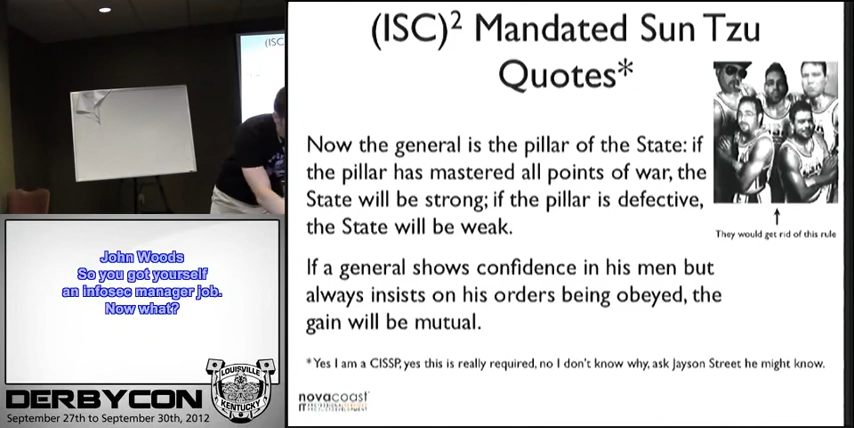 (ISC)² Mandated Sun Tzu
Quotes*
Now the general is the pillar of the State: if
the pillar has mastered all points of war, the
State will be strong; if the pillar is defective,
the State will be weak.
They would get rid of this rule
If a general shows confidence in his men but
always insists on his orders being obeyed, the
gain will be mutual.
*Yes I am a CISSP, yes this is really required, no I don't know why, ask Jayson Street he might know.
novacoast
IT
(ISC
John Woods
So you got yourself
an infosec manager job.
Now what?
LOUISVILLE
KENTUCKY
DERBYCON
September 27th to September 30th, 2012